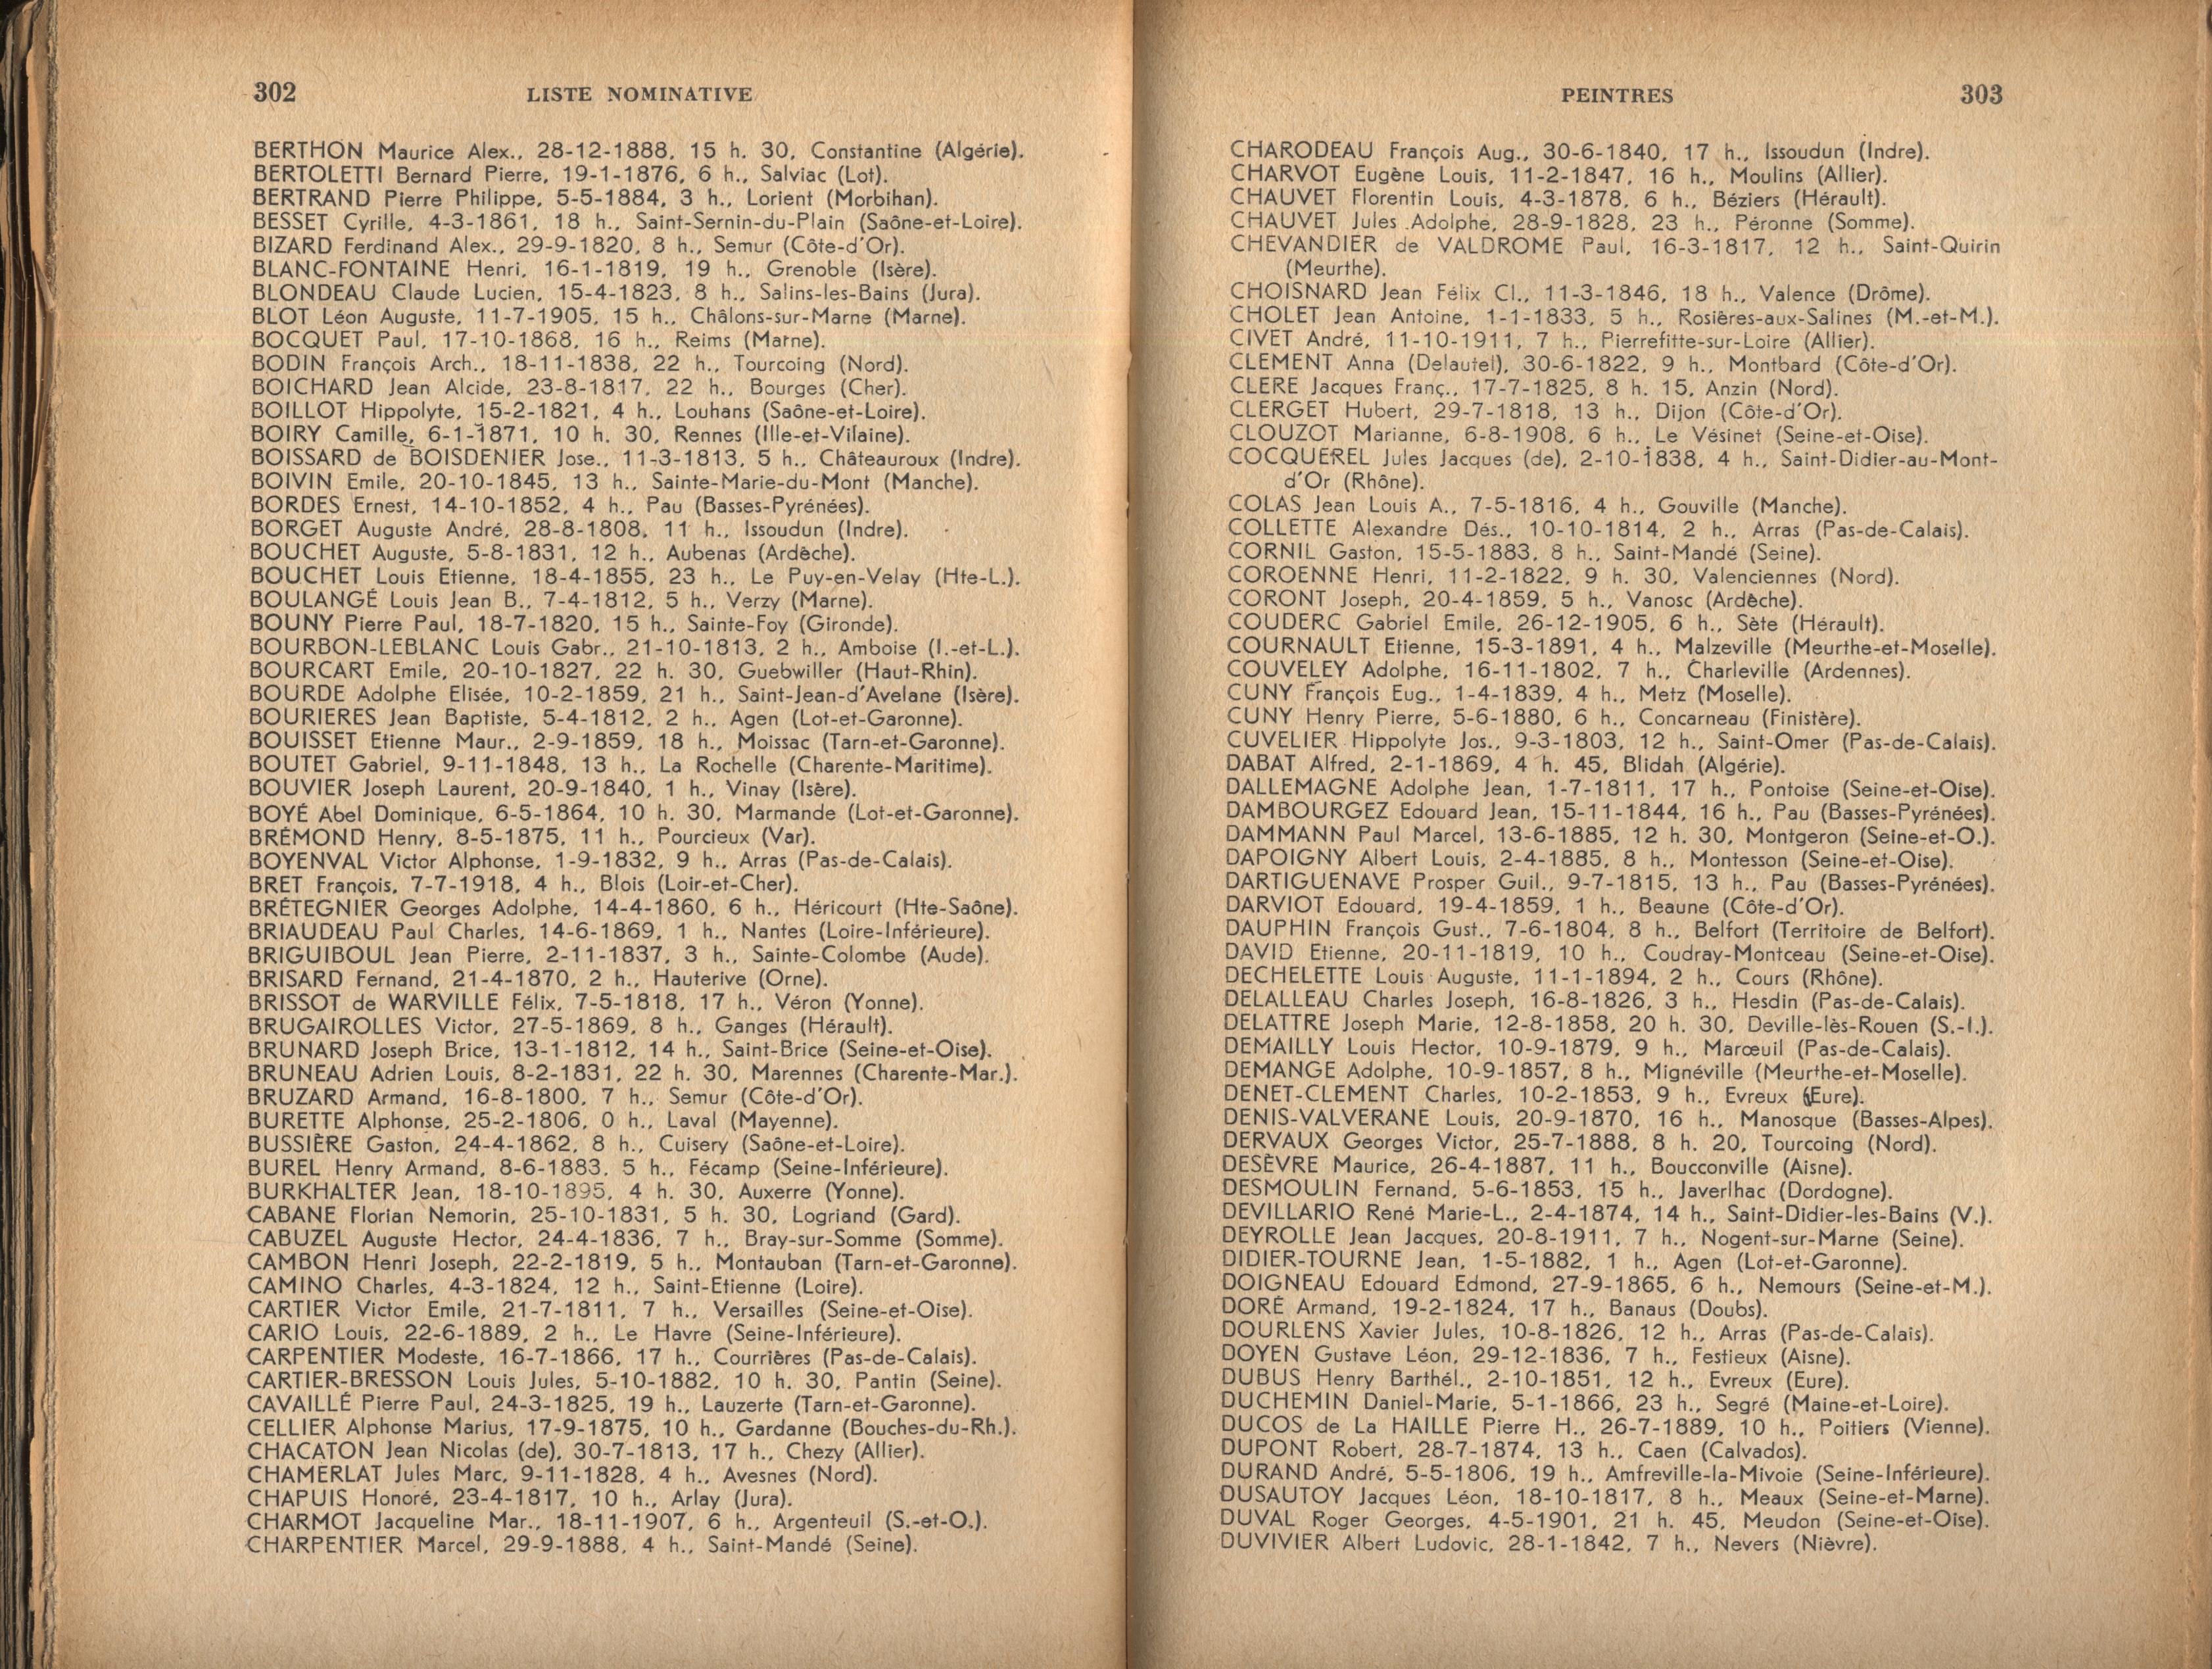 302 LISTE NOMINATIVE
BERTHON Maurice Alex., 28-12-1888, 15 h. 30, Constantine (Algérie).
BERTOLETTI Bernard Pierre, 19-1-1876, 6 h., Salviac (Lot).
BERTRAND Pierre Philippe, 5-5-1884, 3 h., Lorient (Morbihan).
BESSET Cyrille, 4-3-1861, 18 h., Saint-Sernin-du-Plain (Saône-et-Loire).
BIZARD Ferdinand Alex., 29-9-1820, 8 h., Semur (Côte-d'Or).
BLANC-FONTAINE Henri, 16-1-1819, 19 h., Grenoble (Isère).
BLONDEAU Claude Lucien, 15-4-1823, 8 h., Salins-les-Bains (Jura).
BLOT Léon Auguste, 11-7-1905, 15 h., Châlons-sur-Marne (Marne).
BOCQUET Paul, 17-10-1868, 16 h., Reims (Marne).
BODIN François Arch., 18-11-1838, 22 h., Tourcoing (Nord).
BOICHARD Jean Alcide, 23-8-1817, 22 h., Bourges (Cher).
BOILLOT Hippolyte, 15-2-1821, 4 h., Louhans (Saône-et-Loire).
BOIRY Camille, 6-1-1871, 10 h. 30, Rennes (Ille-et-Vilaine).
BOISSARD de BOISDENIER Jose., 11-3-1813, 5 h., Châteauroux (Indre).
BOIVIN Emile, 20-10-1845, 13 h., Sainte-Marie-du-Mont (Manche).
BORDES Ernest, 14-10-1852, 4 h., Pau (Basses-Pyrénées).
BORGET Auguste André, 28-8-1808, 11 h., Issoudun (Indre).
BOUCHET Auguste, 5-8-1831, 12 h., Aubenas (Ardèche).
BOUCHET Louis Etienne, 18-4-1855, 23 h., Le Puy-en-Velay (Hte-L.).
BOULANGÉ Louis Jean B., 7-4-1812, 5 h., Verzy (Marne).
BOUNY Pierre Paul, 18-7-1820, 15 h., Sainte-Foy (Gironde).
BOURBON-LEBLANC Louis Gabr., 21-10-1813, 2 h., Amboise (I.-et-L.).
BOURCART Emile, 20-10-1827, 22 h. 30, Guebwiller (Haut-Rhin).
BOURDE Adolphe Elisée, 10-2-1859, 21 h., Saint-Jean-d'Avelane (Isère).
BOURIERES Jean Baptiste, 5-4-1812, 2 h., Agen (Lot-et-Garonne).
BOUISSET Etienne Maur., 2-9-1859, 18 h., Moissac (Tarn-et-Garonne).
BOUTET Gabriel, 9-11-1848, 13 h., La Rochelle (Charente-Maritime).
BOUVIER Joseph Laurent, 20-9-1840, 1 h., Vinay (Isère).
BOYÉ Abel Dominique, 6-5-1864, 10 h. 30, Marmande (Lot-et-Garonne).
BRÉMOND Henry, 8-5-1875, 11 h., Pourcieux (Var).
BOYENVAL Victor Alphonse, 1-9-1832, 9 h., Arras (Pas-de-Calais).
BRET François, 7-7-1918, 4 h., Blois (Loir-et-Cher).
BRÉTEGNIER Georges Adolphe, 14-4-1860, 6 h., Héricourt (Hte-Saône).
BRIAUDEAU Paul Charles, 14-6-1869, 1 h., Nantes (Loire-Inférieure).
BRIGUIBOUL Jean Pierre, 2-11-1837, 3 h., Sainte-Colombe (Aude).
BRISARD Fernand, 21-4-1870, 2 h., Hauterive (Orne).
BRISSOT de WARVILLE Félix, 7-5-1818, 17 h., Véron (Yonne).
BRUGAIROLLES Victor, 27-5-1869, 8 h., Ganges (Hérault).
BRUNARD Joseph Brice, 13-1-1812, 14 h., Saint-Brice (Seine-et-Oise).
BRUNEAU Adrien Louis, 8-2-1831, 22 h. 30, Marennes (Charente-Mar.).
BRUZARD Armand, 16-8-1800, 7 h., Semur (Côte-d'Or).
BURETTE Alphonse, 25-2-1806, 0 h., Laval (Mayenne).
BUSSIÈRE Gaston, 24-4-1862, 8 h., Cuisery (Saône-et-Loire).
BUREL Henry Armand, 8-6-1883, 5 h., Fécamp (Seine-Inférieure).
BURKHALTER Jean, 18-10-1895, 4 h. 30, Auxerre (Yonne).
CABANE Florian Nemorin, 25-10-1831, 5 h. 30, Logriand (Gard).
CABUZEL Auguste Hector, 24-4-1836, 7 h., Bray-sur-Somme (Somme).
CAMBON Henri Joseph, 22-2-1819, 5 h., Montauban (Tarn-et-Garonne).
CAMINO Charles, 4-3-1824, 12 h., Saint-Etienne (Loire).
CARTIER Victor Emile, 21-7-1811, 7 h., Versailles (Seine-et-Oise).
CARIO Louis, 22-6-1889, 2 h., Le Havre (Seine-Inférieure).
CARPENTIER Modeste, 16-7-1866, 17 h., Courrières (Pas-de-Calais).
CARTIER-BRESSON Louis Jules, 5-10-1882, 10 h. 30, Pantin (Seine).
CAVAILLÉ Pierre Paul, 24-3-1825, 19 h., Lauzerte (Tarn-et-Garonne).
CELLIER Alphonse Marius, 17-9-1875, 10 h., Gardanne (Bouches-du-Rh.).
CHACATON Jean Nicolas (de), 30-7-1813, 17 h., Chezy (Allier).
CHAMERLAT Jules Marc, 9-11-1828, 4 h., Avesnes (Nord).
CHAPUIS Honoré, 23-4-1817, 10 h., Arlay (Jura).
CHARMOT Jacqueline Mar., 18-11-1907, 6 h., Argenteuil (S.-et-O.).
CHARPENTIER Marcel, 29-9-1888, 4 h., Saint-Mandé (Seine).
PEINTRES 303
CHARODEAU François Aug., 30-6-1840, 17 h., Issoudun (Indre).
CHARVOT Eugène Louis, 11-2-1847, 16 h., Moulins (Allier).
CHAUVET Florentin Louis, 4-3-1878, 6 h., Béziers (Hérault).
CHAUVET Jules Adolphe, 28-9-1828, 23 h., Péronne (Somme).
CHEVANDIER de VALDROME Paul, 16-3-1817, 12 h., Saint-Quirin
(Meurthe).
CHOISNARD Jean Félix Cl., 11-3-1846, 18 h., Valence (Drôme).
CHOLET Jean Antoine, 1-1-1833, 5 h., Rosières-aux-Salines (M.-et-M.).
CIVET André, 11-10-1911, 7 h., Pierrefitte-sur-Loire (Allier).
CLEMENT Anna (Delautel), 30-6-1822, 9 h., Montbard (Côte-d'Or).
CLERE Jacques Franç., 17-7-1825, 8 h. 15, Anzin (Nord).
CLERGET Hubert, 29-7-1818, 13 h., Dijon (Côte-d'Or).
CLOUZOT Marianne, 6-8-1908, 6 h., Le Vésinet (Seine-et-Oise).
COCQUEREL Jules Jacques (de), 2-10-1838, 4 h., Saint-Didier-au-Mont-
d'Or (Rhône).
COLAS Jean Louis A., 7-5-1816, 4 h., Gouville (Manche).
COLLETTE Alexandre Dés., 10-10-1814, 2 h., Arras (Pas-de-Calais).
CORNIL Gaston, 15-5-1883, 8 h., Saint-Mandé (Seine).
COROENNE Henri, 11-2-1822, 9 h. 30, Valenciennes (Nord).
CORONT Joseph, 20-4-1859, 5 h., Vanosc (Ardèche).
COUDERC Gabriel Emile, 26-12-1905, 6 h., Sète (Hérault).
COURNAULT Etienne, 15-3-1891, 4 h., Malzeville (Meurthe-et-Moselle).
COUVELEY Adolphe, 16-11-1802, 7 h., Charleville (Ardennes).
CUNY François Eug., 1-4-1839, 4 h., Metz (Moselle).
CUNY Henry Pierre, 5-6-1880, 6 h., Concarneau (Finistère).
CUVELIER Hippolyte Jos., 9-3-1803, 12 h., Saint-Omer (Pas-de-Calais).
DABAT Alfred, 2-1-1869, 4 h. 45, Blidah (Algérie).
DALLEMAGNE Adolphe Jean, 1-7-1811, 17 h., Pontoise (Seine-et-Oise).
DAMBOURGEZ Edouard Jean, 15-11-1844, 16 h., Pau (Basses-Pyrénées).
DAMMANN Paul Marcel, 13-6-1885, 12 h. 30, Montgeron (Seine-et-O.).
DAPOIGNY Albert Louis, 2-4-1885, 8 h., Montesson (Seine-et-Oise).
DARTIGUENAVE Prosper Guil., 9-7-1815, 13 h., Pau (Basses-Pyrénées).
DARVIOT Edouard, 19-4-1859, 1 h., Beaune (Côte-d'Or).
DAUPHIN François Gust., 7-6-1804, 8 h., Belfort (Territoire de Belfort).
DAVID Etienne, 20-11-1819, 10 h., Coudray-Montceau (Seine-et-Oise).
DECHELETTE Louis Auguste, 11-1-1894, 2 h., Cours (Rhône).
DELALLEAU Charles Joseph, 16-8-1826, 3 h., Hesdin (Pas-de-Calais).
DELATTRE Joseph Marie, 12-8-1858, 20 h. 30, Deville-lès-Rouen (S.-I.).
DEMAILLY Louis Hector, 10-9-1879, 9 h., Marœuil (Pas-de-Calais).
DEMANGE Adolphe, 10-9-1857, 8 h., Mignéville (Meurthe-et-Moselle).
DENET-CLEMENT Charles, 10-2-1853, 9 h., Evreux (Eure).
DENIS-VALVERANE Louis, 20-9-1870, 16 h., Manosque (Basses-Alpes).
DERVAUX Georges Victor, 25-7-1888, 8 h. 20, Tourcoing (Nord).
DESÈVRE Maurice, 26-4-1887, 11 h., Boucconville (Aisne).
DESMOULIN Fernand, 5-6-1853, 15 h., Javerlhac (Dordogne).
DEVILLARIO René Marie-L., 2-4-1874, 14 h., Saint-Didier-les-Bains (V.).
DEYROLLE Jean Jacques, 20-8-1911, 7 h., Nogent-sur-Marne (Seine).
DIDIER-TOURNE Jean, 1-5-1882, 1 h., Agen (Lot-et-Garonne).
DOIGNEAU Edouard Edmond, 27-9-1865, 6 h., Nemours (Seine-et-M.).
DORÉ Armand, 19-2-1824, 17 h., Banaus (Doubs).
DOURLENS Xavier Jules, 10-8-1826, 12 h., Arras (Pas-de-Calais).
DOYEN Gustave Léon, 29-12-1836, 7 h., Festieux (Aisne).
DUBUS Henry Barthél., 2-10-1851, 12 h., Evreux (Eure).
DUCHEMIN Daniel-Marie, 5-1-1866, 23 h., Segré (Maine-et-Loire).
DUCOS de La HAILLE Pierre H., 26-7-1889, 10 h., Poitiers (Vienne).
DUPONT Robert, 28-7-1874, 13 h., Caen (Calvados).
DURAND André, 5-5-1806, 19 h., Amfreville-la-Mivoie (Seine-Inférieure).
DUSAUTOY Jacques Léon, 18-10-1817, 8 h., Meaux (Seine-et-Marne).
DUVAL Roger Georges, 4-5-1901, 21 h. 45, Meudon (Seine-et-Oise).
DUVIVIER Albert Ludovic, 28-1-1842, 7 h., Nevers (Nièvre).